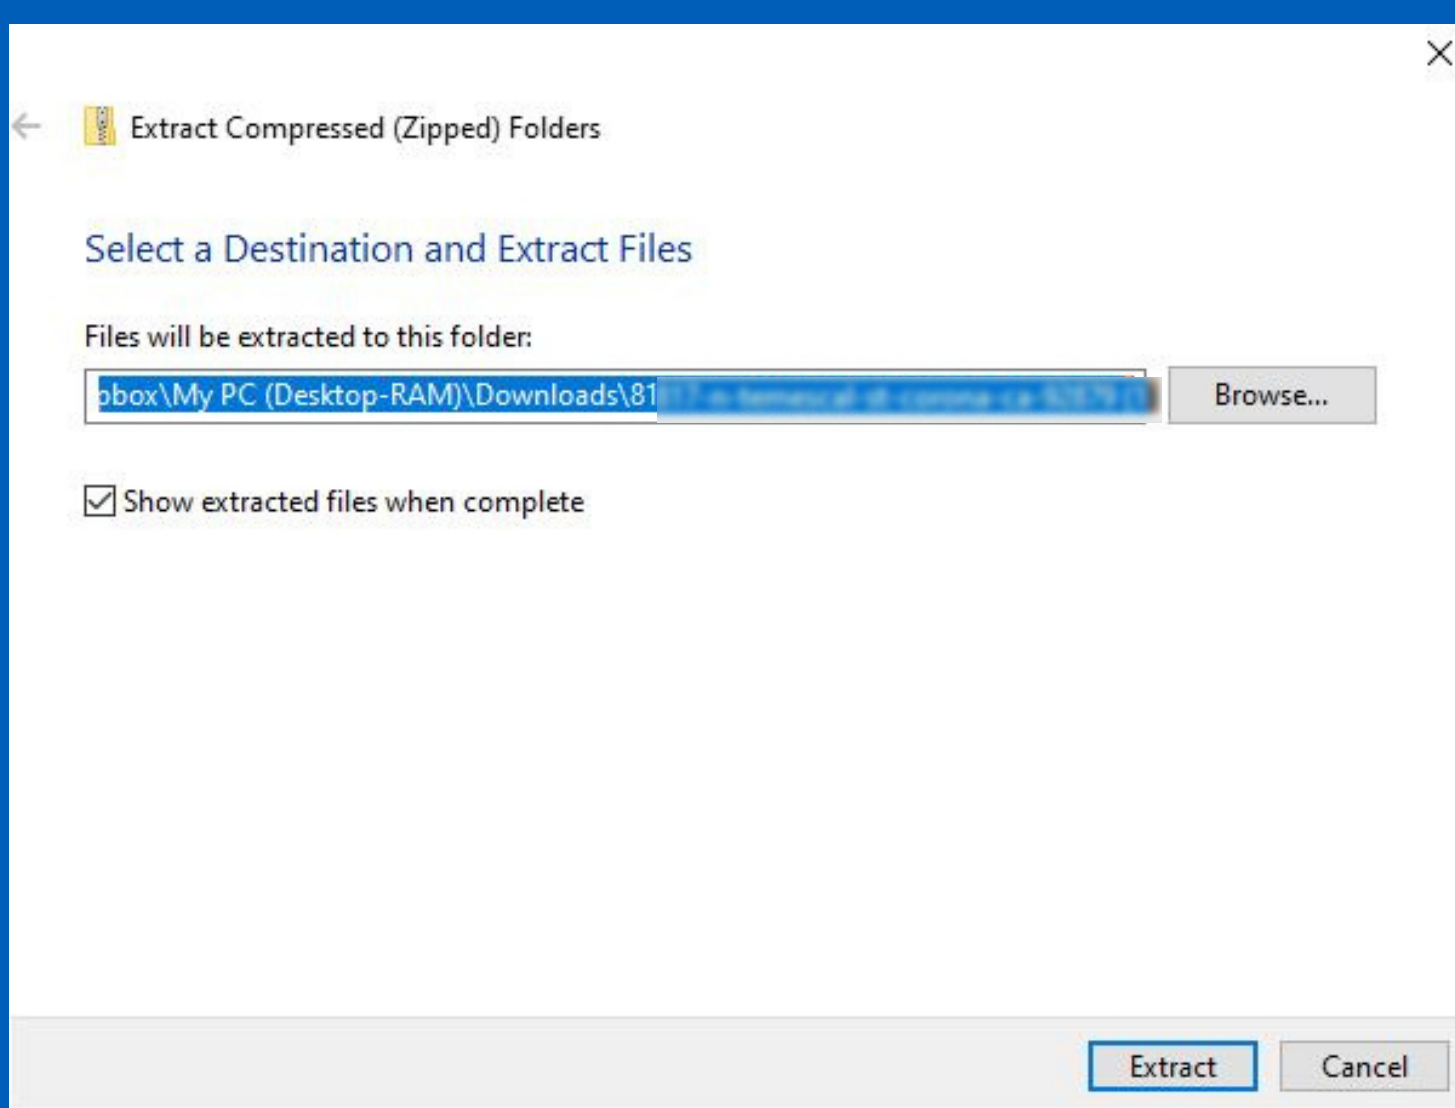 Extract Compressed (Zipped) Folders
Select a Destination and Extract Files
Files will be extracted to this folder:
obox\My PC (Desktop-RAM)\Downloads\81
Browse...
Show extracted files when complete
Extract
Cancel